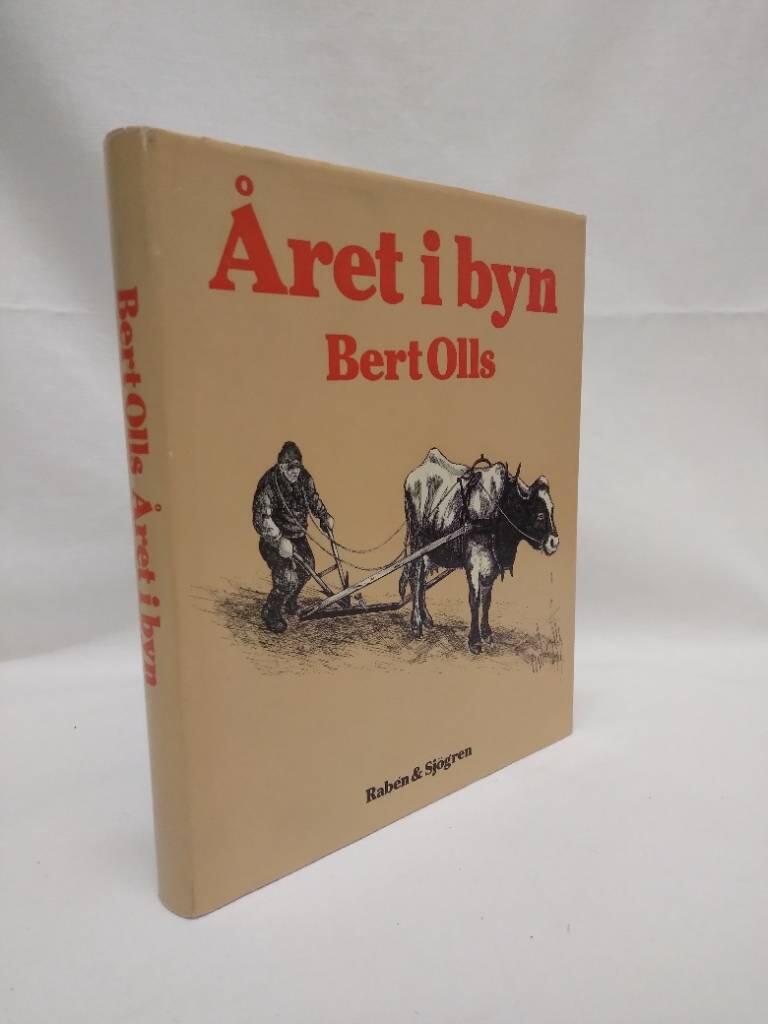 Året i byn
Bert Olls
Rabén & Sjögren
Bert Olls Året i byn